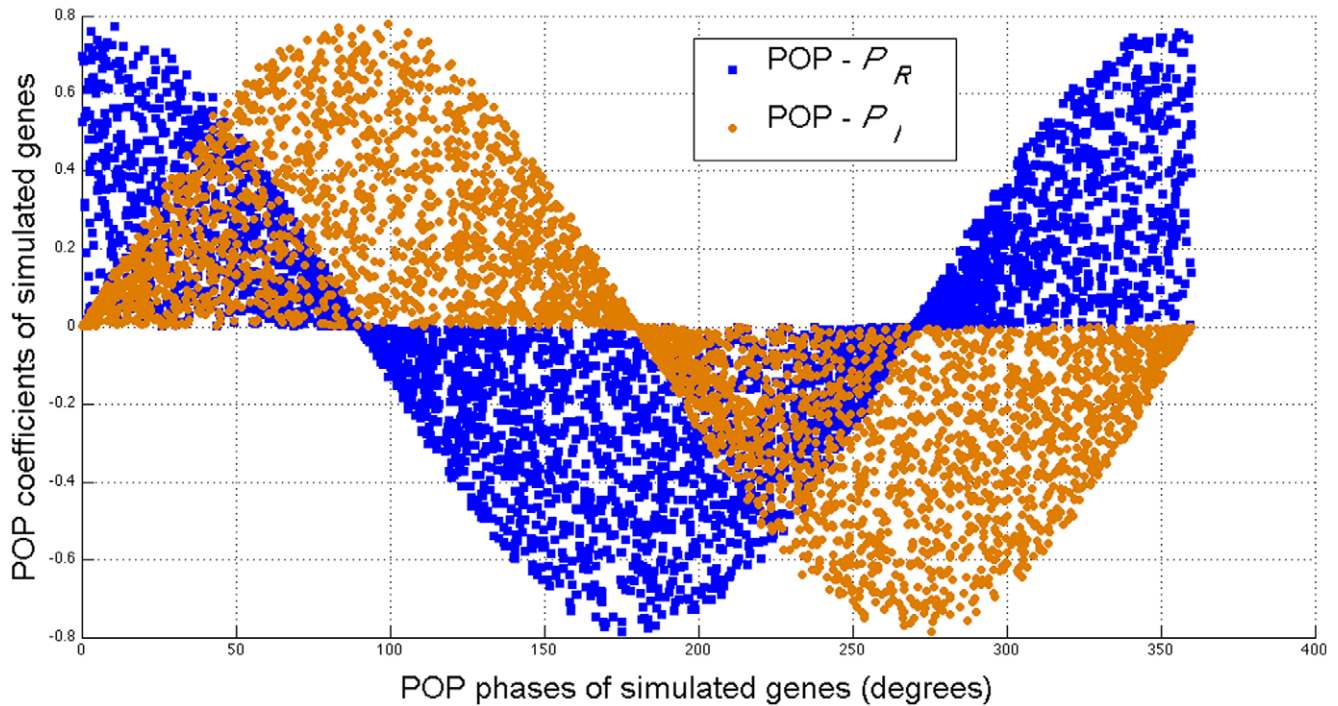 0.8
0.6
0.4
0.2
0
-0.2
-0.4
-0.6
-0.8
POP coefficients of simulated genes
POP - P R
POP - P I
0 50 100 150 200 250 300 350 400
POP phases of simulated genes (degrees)